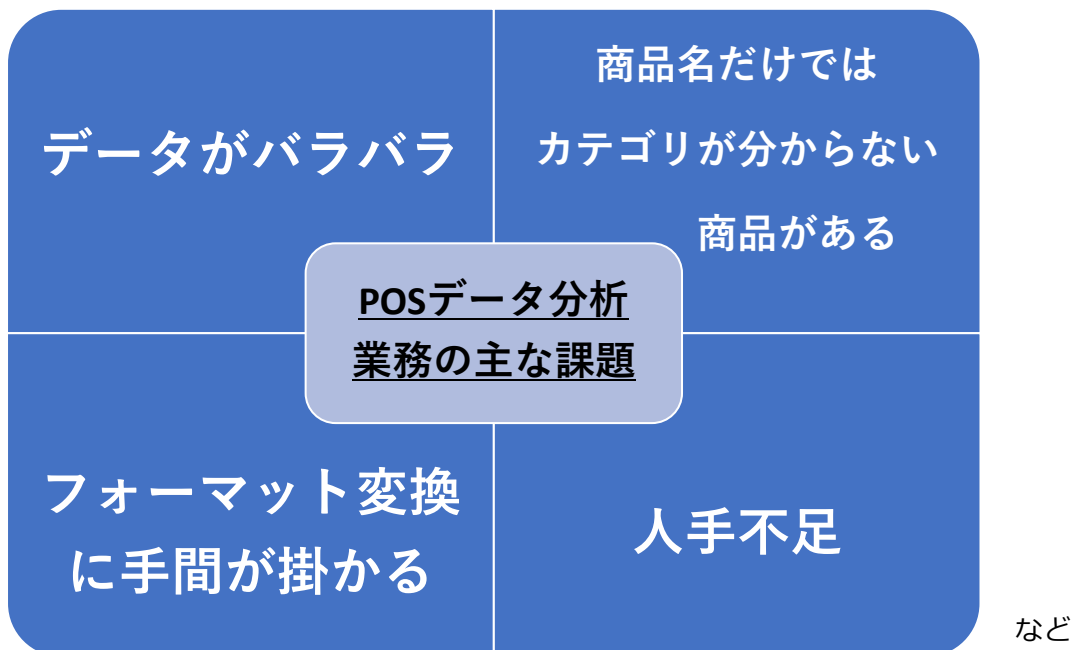 データがバラバラ
商品名だけでは
カテゴリが分からない
商品がある
POSデータ分析
業務の主な課題
フォーマット変換
に手間が掛かる
人手不足
など